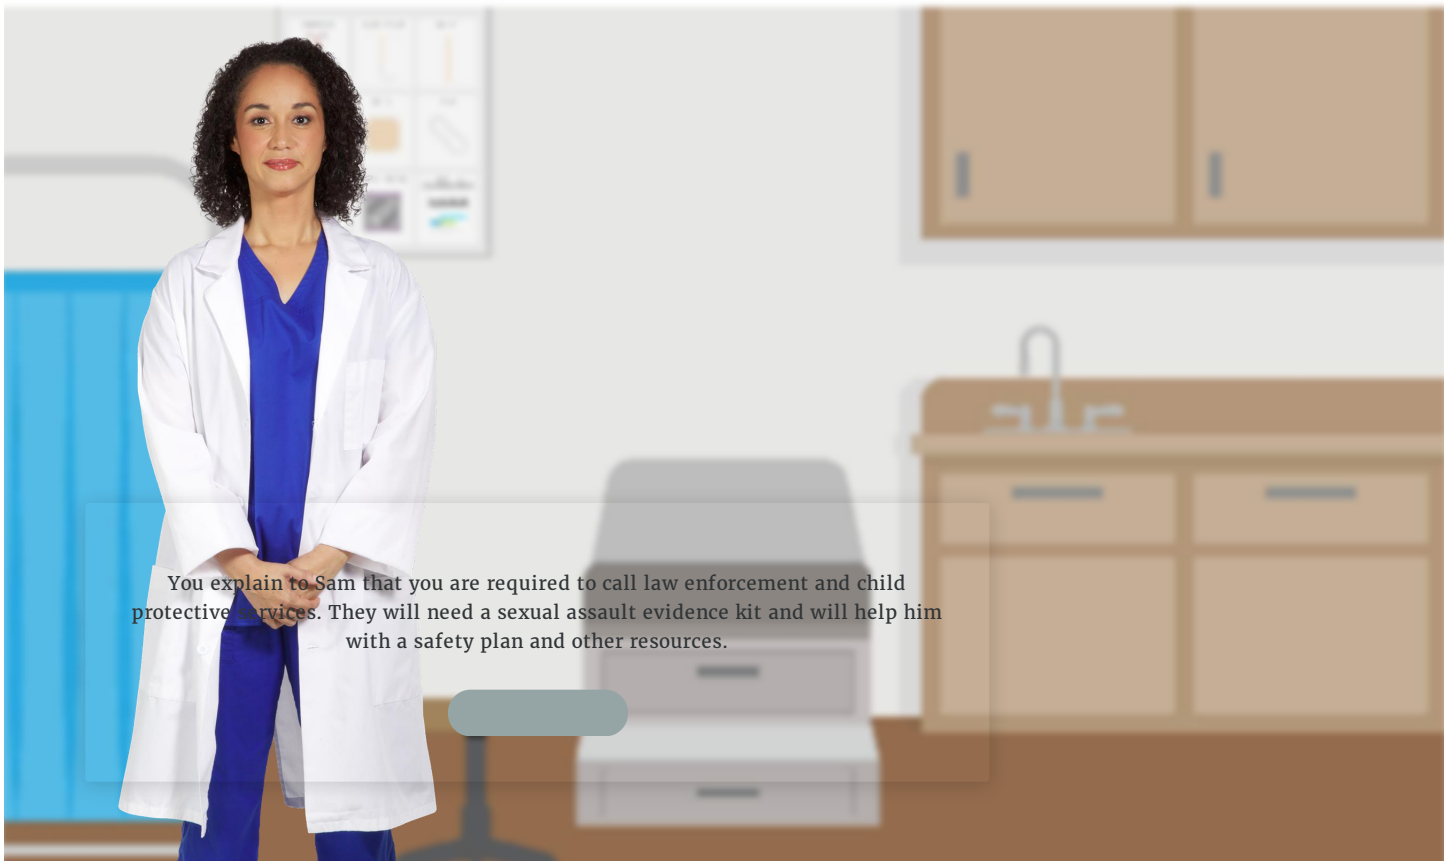 You explain to Sam that you are required to call law enforcement and child
protective services. They will need a sexual assault evidence kit and will help him
with a safety plan and other resources.